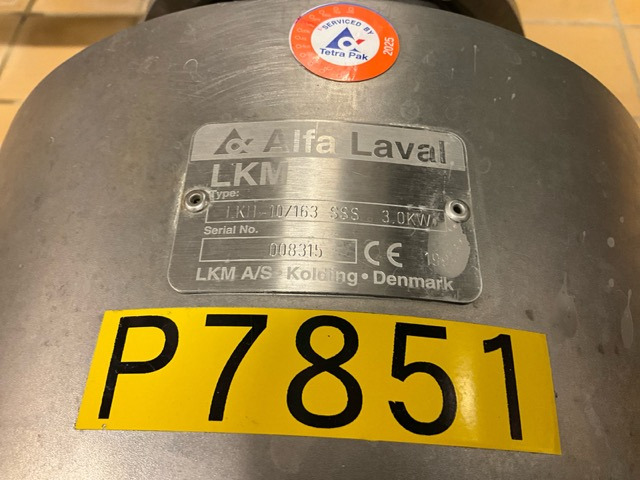 SERVICED BY
Tetra Pak
2025
Alfa Laval
LKM
Type:
LKH-10/163 SSS 3.0KW
Serial No.
008315 CE 19
LKM A/S · Kolding • Denmark
P7851